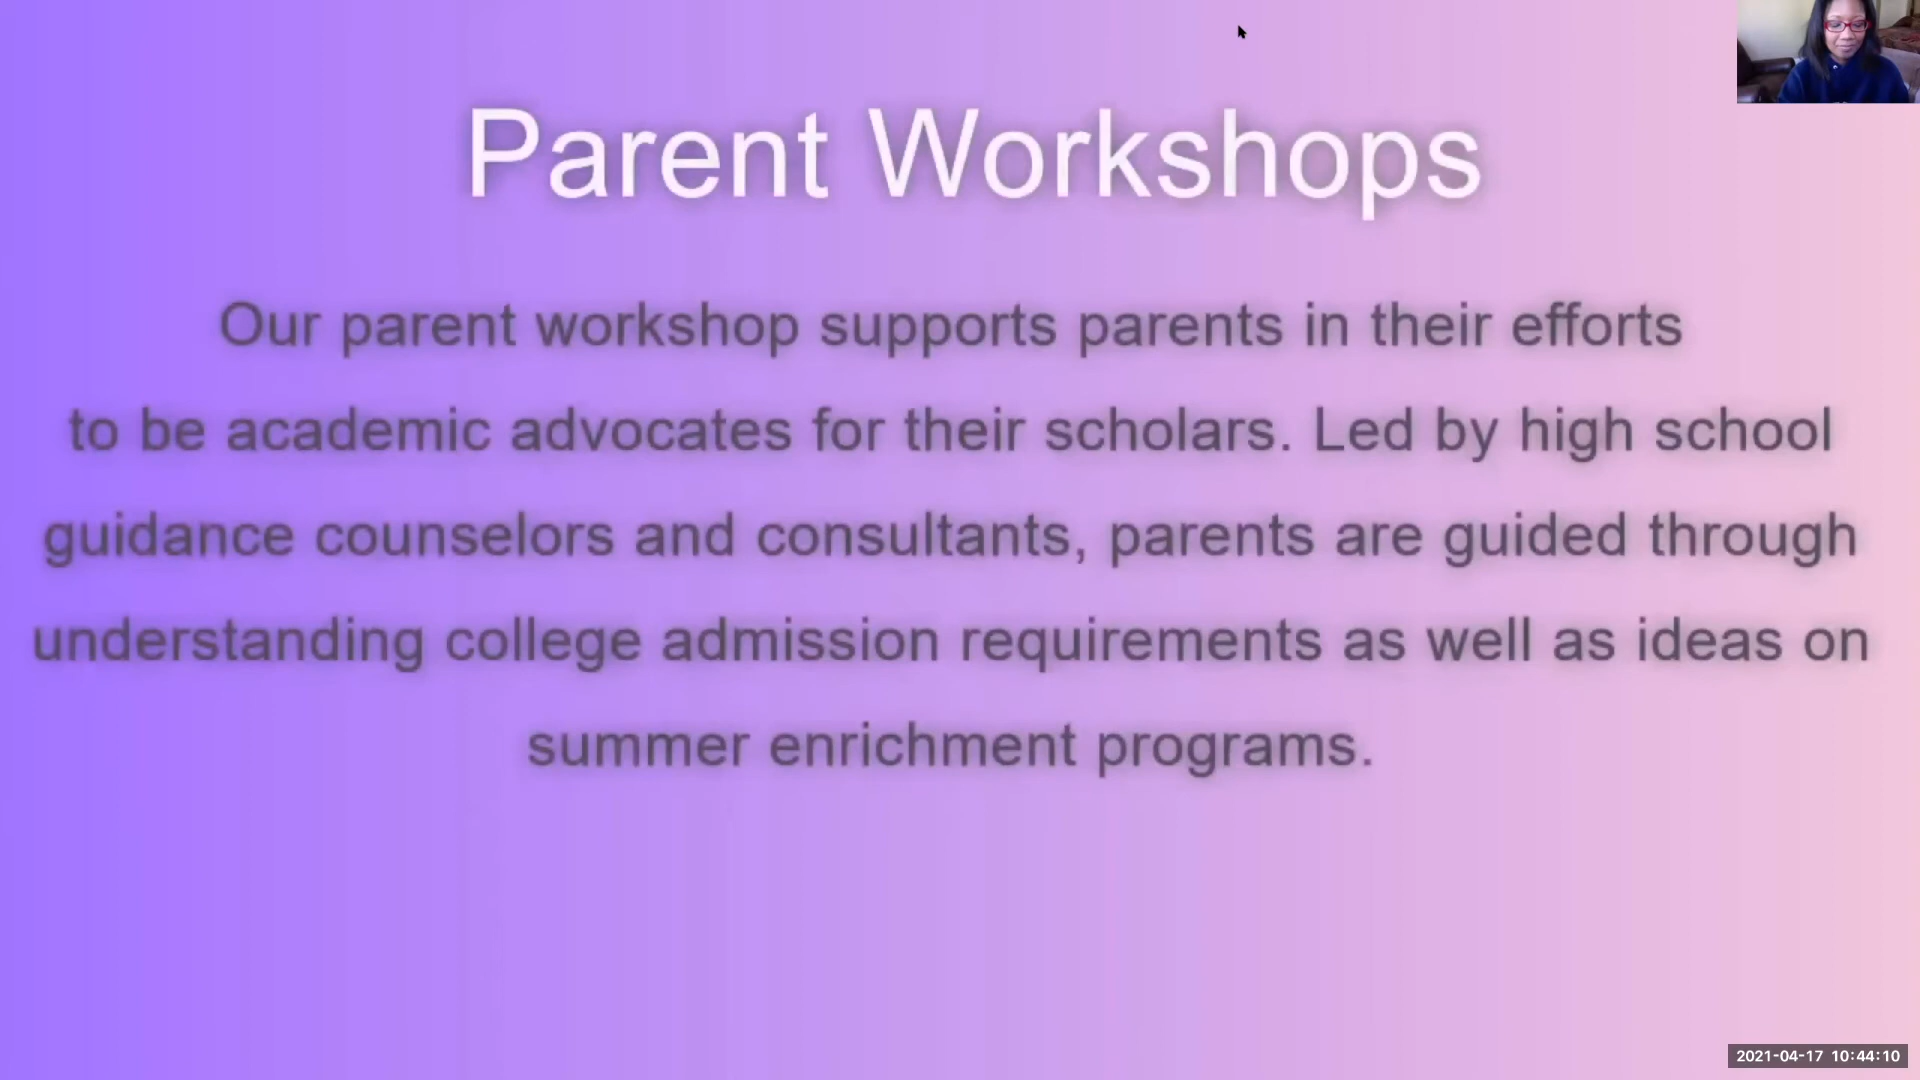 Parent Workshops
Our parent workshop supports parents in their efforts
to be academic advocates for their scholars. Led by high school
guidance counselors and consultants, parents are guided through
understanding college admission requirements as well as ideas on
summer enrichment programs.
2021-04-17 10:44:10